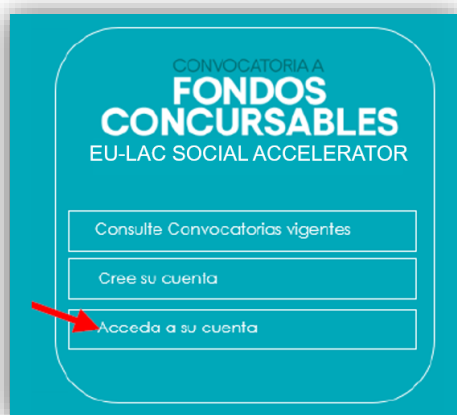 CONVOCATORIA A
FONDOS
CONCURSABLES
EU-LAC SOCIAL ACCELERATOR
Consulte Convocatorias vigentes
Cree su cuenta
Acceda a su cuenta